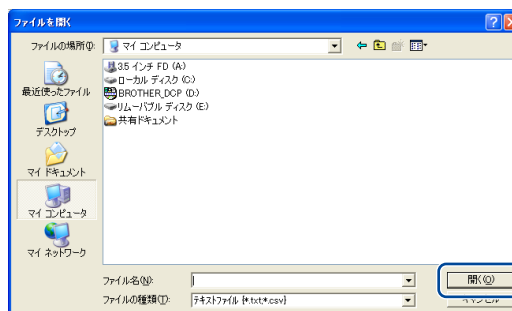 ファイルを開く
ファイルの場所(I):
マイ コンピュータ
最近使ったファイル
デスクトップ
マイ ドキュメント
マイ コンピュータ
マイ ネットワーク
3.5 インチ FD (A:)
ローカル ディスク (C:)
BROTHER_DCP (D:)
リムーバブル ディスク (E:)
共有ドキュメント
ファイル名(N):
開く(O)
ファイルの種類(T):
テキストファイル {*.txt;*.csv}
キャンセル